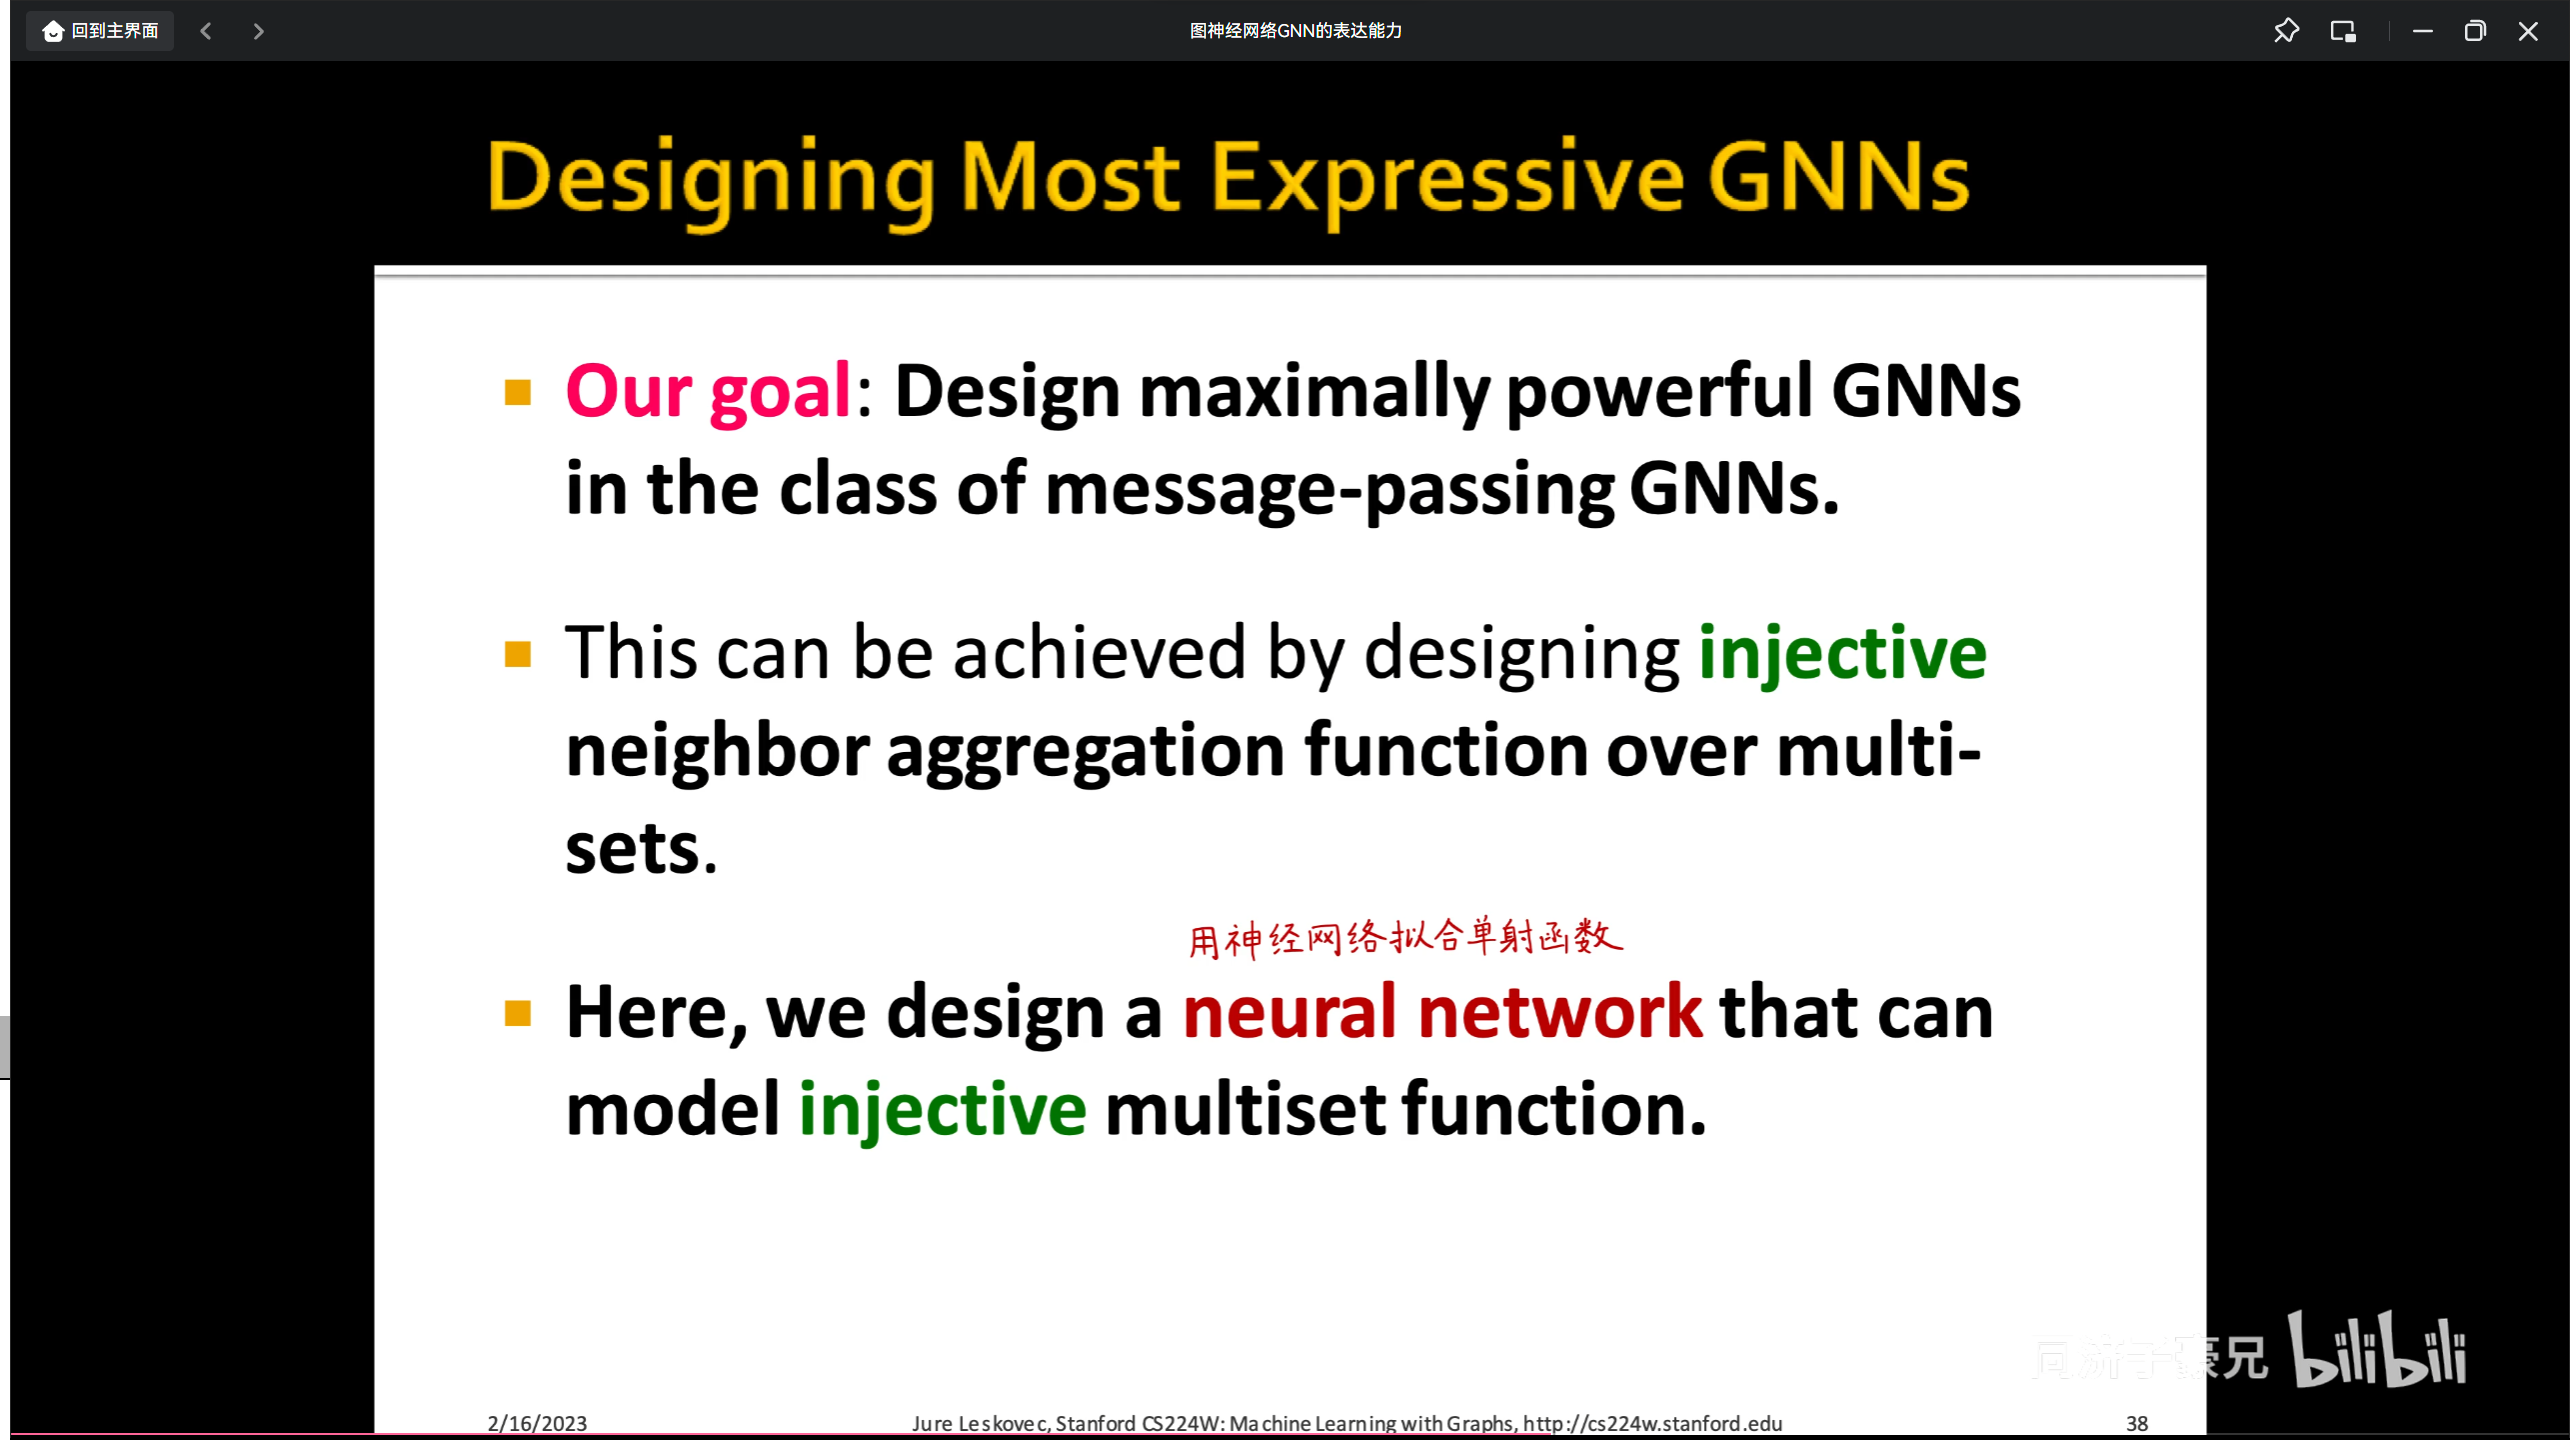 回到主界面
图神经网络GNN的表达能力
Designing Most Expressive GNNs
Our goal: Design maximally powerful GNNs
in the class of message-passing GNNs.
This can be achieved by designing injective
neighbor aggregation function over multi-
sets.
用神经网络拟合单射函数
Here, we design a neural network that can
model injective multiset function.
同济子豪兄 bilibili
2/16/2023
Jure Leskovec, Stanford CS224W: Machine Learning with Graphs, http://cs224w.stanford.edu
38